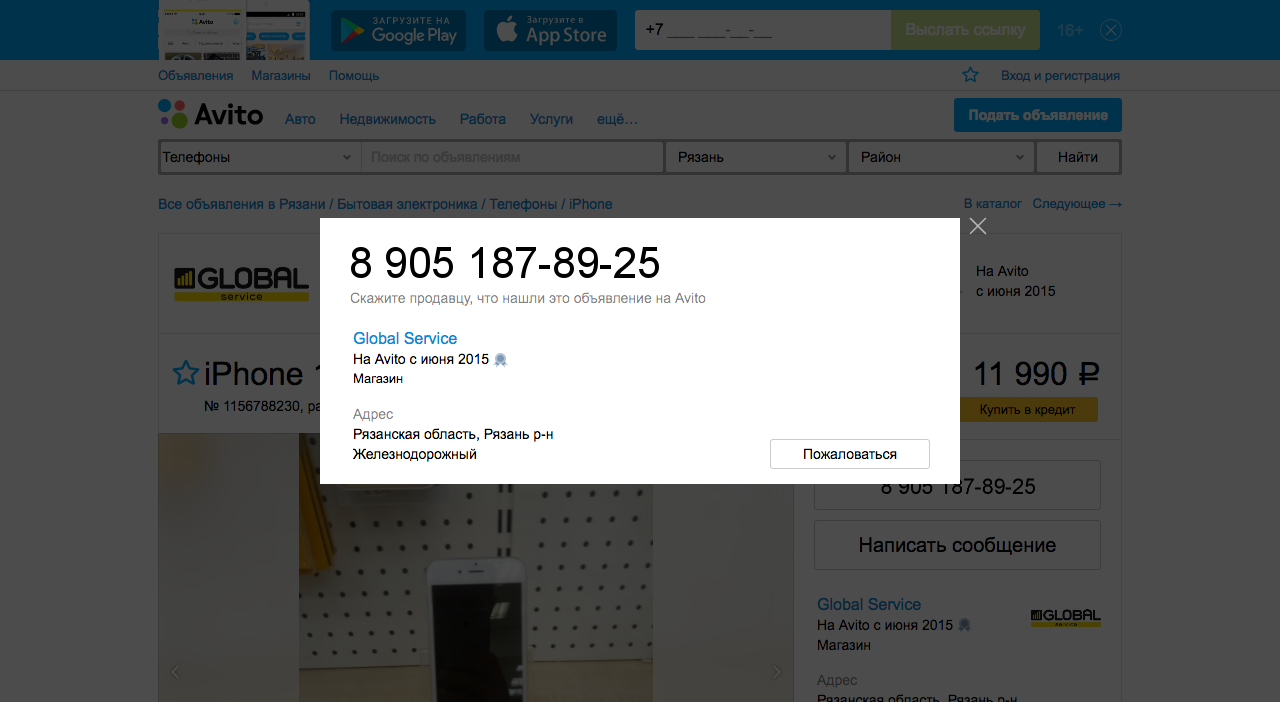 ЗАГРУЗИТЕ НА
Google Play
Загрузите в
App Store
+7 ____ ____-__-__
Выслать ссылку
18+
Объявления Магазины Помощь
Вход и регистрация
Avito
Авто Недвижимость Работа Услуги ещё...
Подать объявление
Телефоны
Поиск по объявлениям
Рязань
Район
Найти
Все объявления в Рязани / Бытовая электроника / Телефоны / iPhone
В каталог Следующее →
8 905 187-89-25
Скажите продавцу, что нашли это объявление на Avito
Global Service
На Avito с июня 2015
Магазин
Адрес
Рязанская область, Рязань р-н
Железнодорожный
Пожаловаться
GLOBAL
service
На Avito
с июня 2015
iPhone
11 990 ₽
№ 1156788230,
Купить в кредит
8 905 187-89-25
Написать сообщение
Global Service
На Avito с июня 2015
Магазин
GLOBAL
service
Адрес
Рязанская область, Рязань р-н